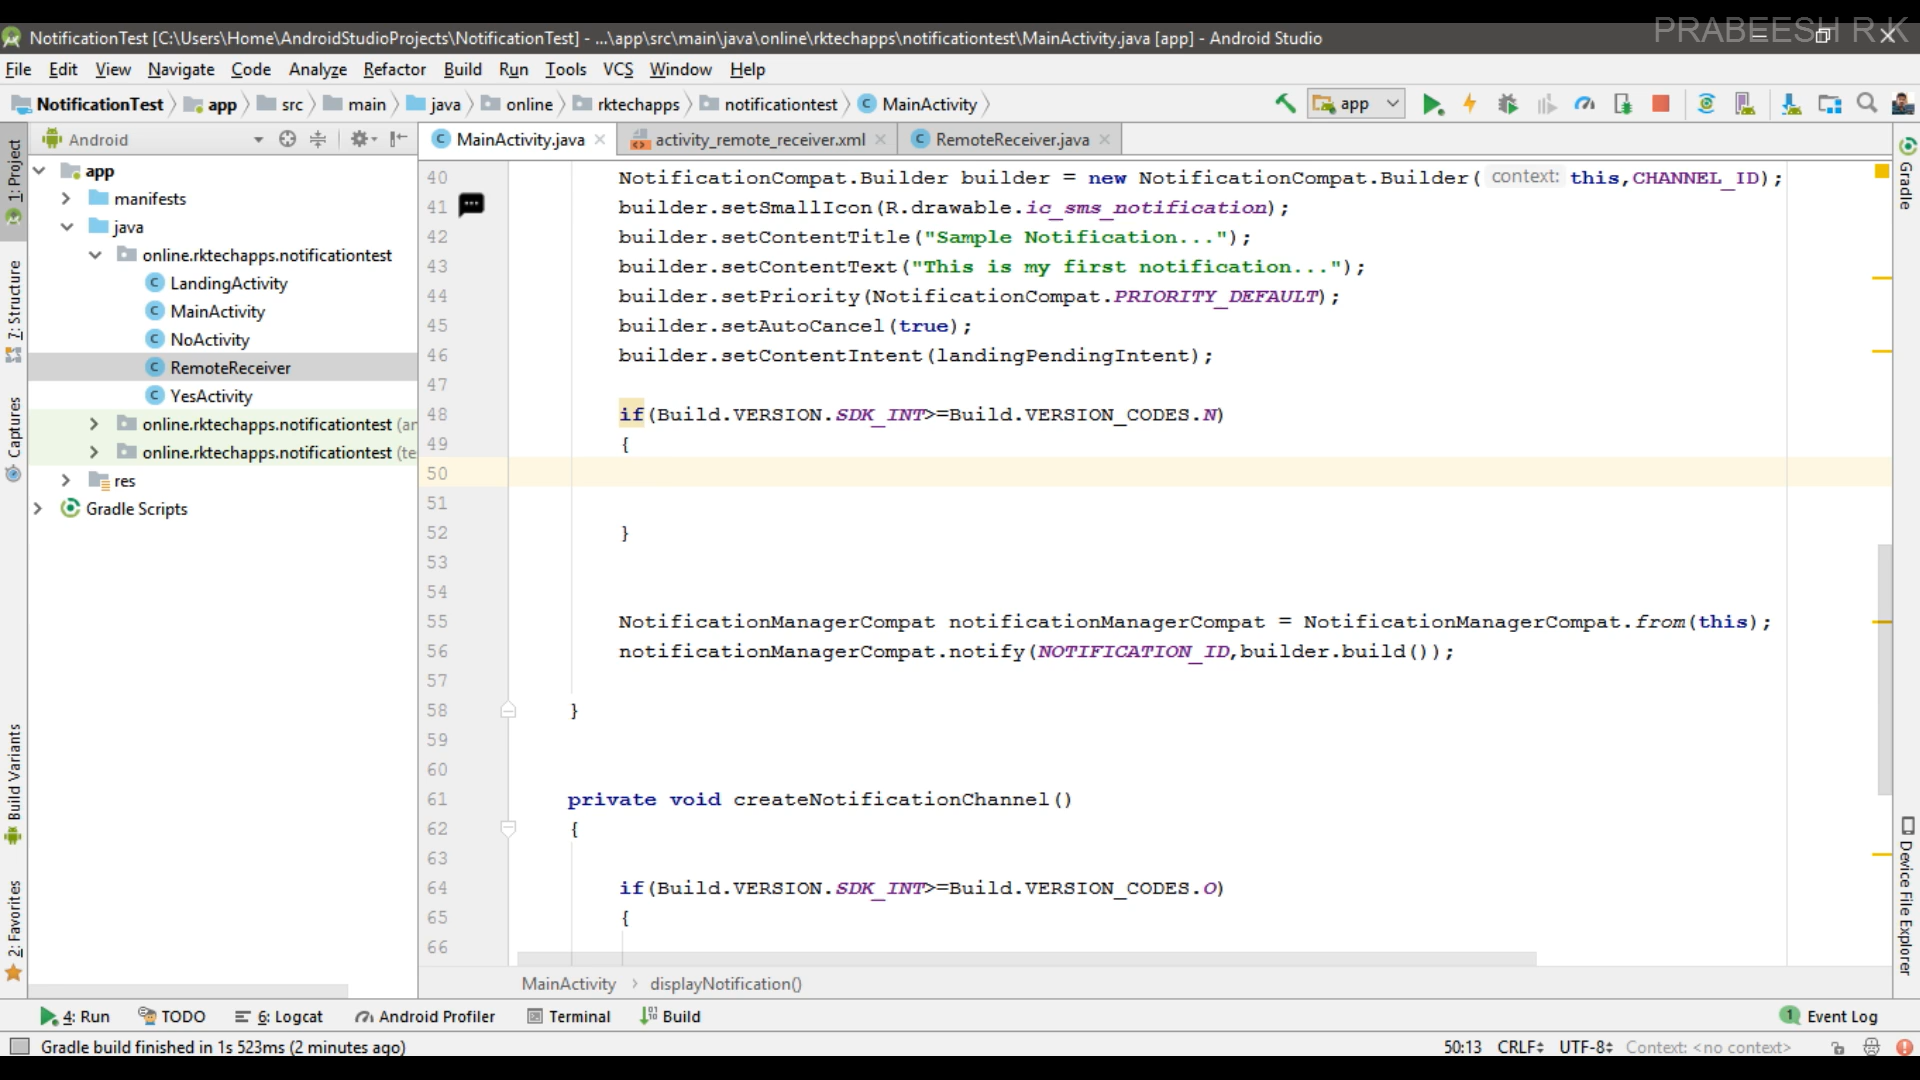 PRABEESH R K
NotificationTest [C:\Users\Home\AndroidStudioProjects\NotificationTest] - ...\app\src\main\java\online\rktechapps\notificationtest\MainActivity.java [app] - Android Studio
File Edit View Navigate Code Analyze Refactor Build Run Tools VCS Window Help
NotificationTest app src main java online rktechapps notificationtest MainActivity app
Android
MainActivity.java activity_remote_receiver.xml RemoteReceiver.java
1: Project
7: Structure
Captures
Build Variants
2: Favorites
app
manifests
java
online.rktechapps.notificationtest
LandingActivity
MainActivity
NoActivity
RemoteReceiver
YesActivity
online.rktechapps.notificationtest (an
online.rktechapps.notificationtest (te
res
Gradle Scripts
40 NotificationCompat.Builder builder = new NotificationCompat.Builder( context: this,CHANNEL_ID);
41 builder.setSmallIcon(R.drawable.ic_sms_notification);
42 builder.setContentTitle("Sample Notification...");
43 builder.setContentText("This is my first notification...");
44 builder.setPriority(NotificationCompat.PRIORITY_DEFAULT);
45 builder.setAutoCancel(true);
46 builder.setContentIntent(landingPendingIntent);
47
48 if(Build.VERSION.SDK_INT>=Build.VERSION_CODES.N)
49 {
50
51
52 }
53
54
55 NotificationManagerCompat notificationManagerCompat = NotificationManagerCompat.from(this);
56 notificationManagerCompat.notify(NOTIFICATION_ID,builder.build());
57
58 }
59
60
61 private void createNotificationChannel()
62 {
63
64 if(Build.VERSION.SDK_INT>=Build.VERSION_CODES.O)
65 {
66
MainActivity displayNotification()
Gradle
Device File Explorer
4: Run TODO 6: Logcat Android Profiler Terminal Build 1 Event Log
Gradle build finished in 1s 523ms (2 minutes ago) 50:13 CRLF UTF-8 Context: <no context>